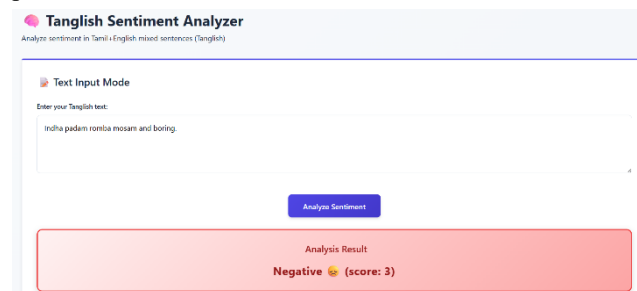 🧠 Tanglish Sentiment Analyzer
Analyze sentiment in Tamil+English mixed sentences (Tanglish)
📝 Text Input Mode
Enter your Tanglish text:
Indha padam romba mosam and boring.
Analyze Sentiment
Analysis Result
Negative 😠 (score: 3)